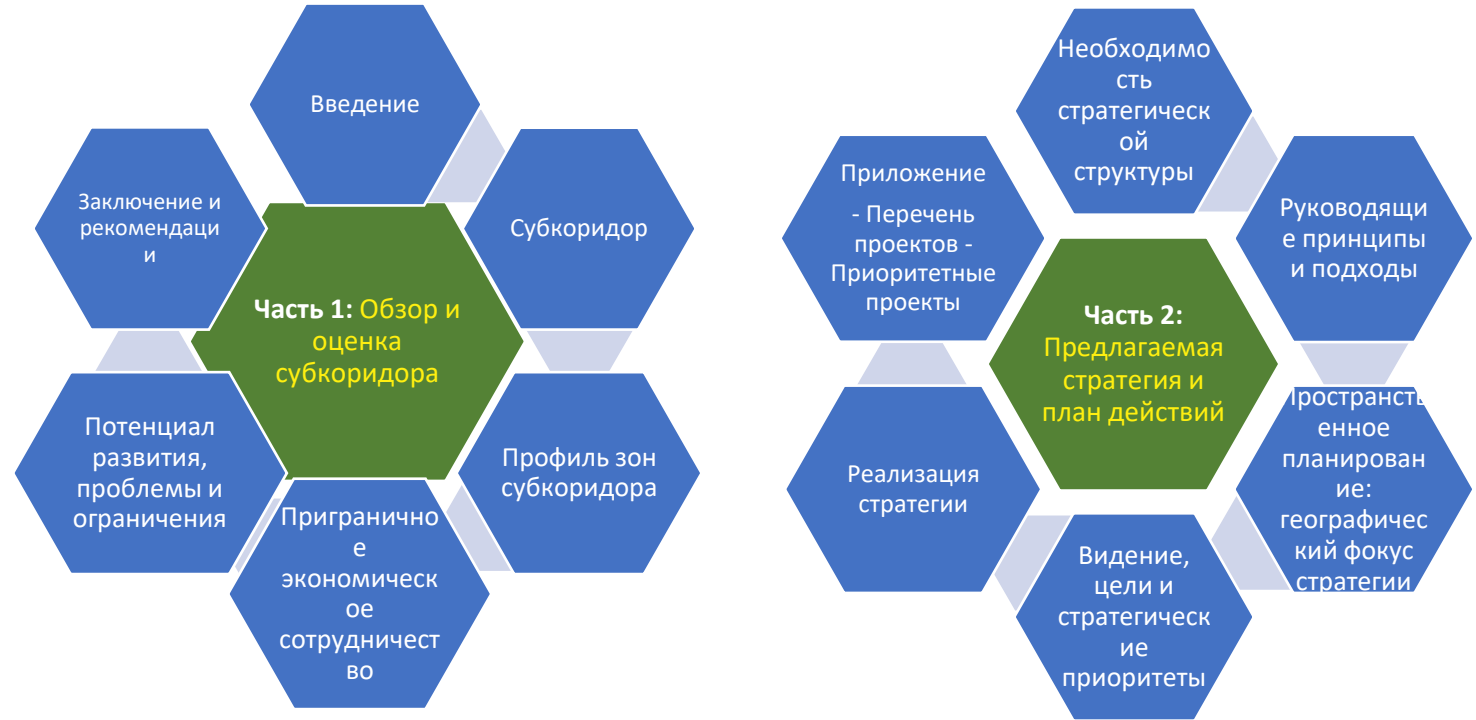 Введение
Субкоридор
Профиль зон
субкоридора
Пригранично
е
экономическ
ое
сотрудничест
во
Потенциал
развития,
проблемы и
ограничения
Заключение и
рекомендаци
и
Часть 1: Обзор и
оценка
субкоридора
Необходимо
сть
стратегическ
ой
структуры
Руководящи
е принципы
и подходы
Пространств
енное
планирован
ие:
географичес
кий фокус
стратегии
Видение,
цели и
стратегическ
ие
приоритеты
Реализация
стратегии
Приложение
- Перечень
проектов -
Приоритетные
проекты
Часть 2:
Предлагаемая
стратегия и
план действий